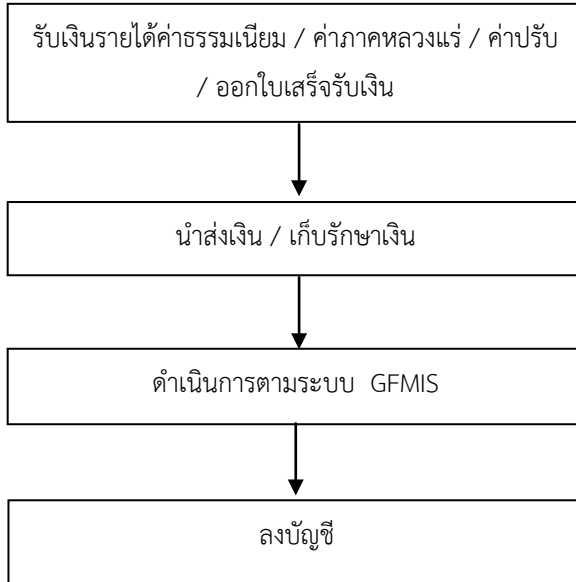 รับเงินรายได้ค่าธรรมเนียม / ค่าภาคหลวงแร่ / ค่าปรับ
/ ออกใบเสร็จรับเงิน
นำส่งเงิน / เก็บรักษาเงิน
ดำเนินการตามระบบ GFMIS
ลงบัญชี